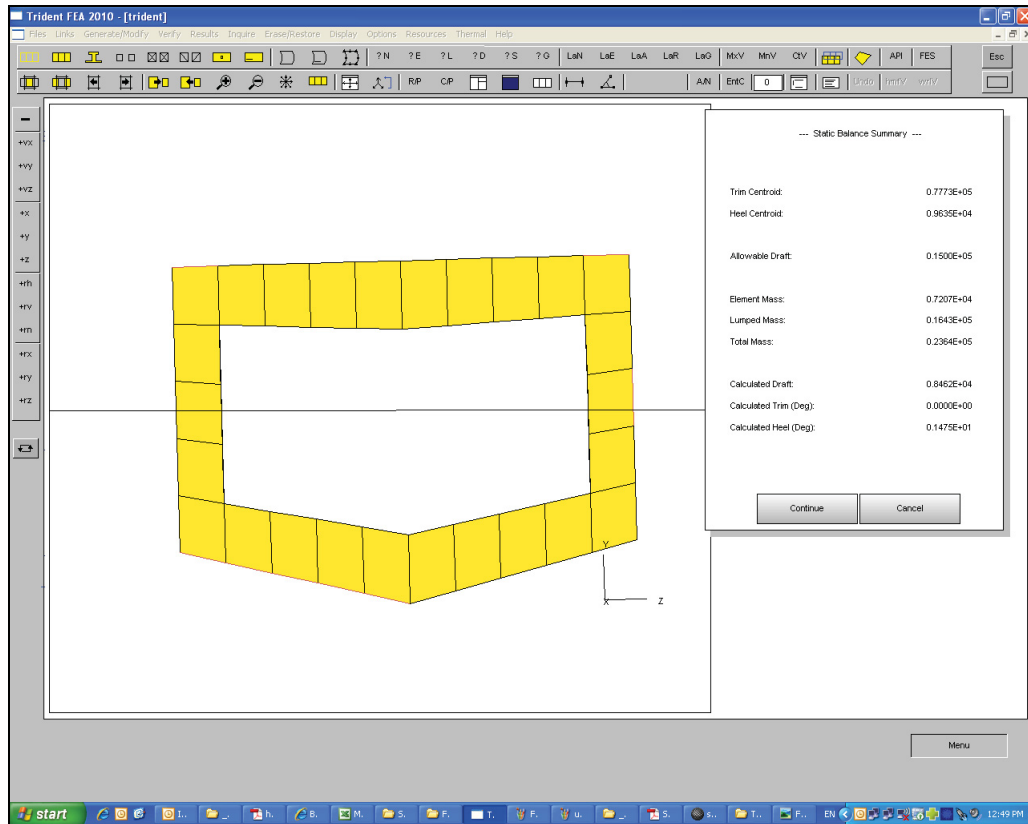 Trident FEA 2010 - [trident]
Files Links Generate/Modify Verify Results Inquire Erase/Restore Display Options Resources Thermal Help
?N ?E ?L ?D ?S ?G LaN LaE LaA LaR LaG MxV MnV CtV API FES Esc
R/P C/P A/N EntC 0 Undo
+vx
+vy
+vz
+x
+y
+z
+rh
+rv
+rn
+rx
+ry
+rz
--- Static Balance Summary ---
Trim Centroid: 0.7773E+05
Heel Centroid: 0.9635E+04
Allowable Draft: 0.1500E+05
Element Mass: 0.7207E+04
Lumped Mass: 0.1643E+05
Total Mass: 0.2364E+05
Calculated Draft: 0.8462E+04
Calculated Trim (Deg): 0.0000E+00
Calculated Heel (Deg): 0.1475E+01
Continue Cancel
Y
X Z
Menu
start I.. _.. h. B. M. S. F. T. F. u. _.. S. s.. T.. F.. EN 12:49 PM